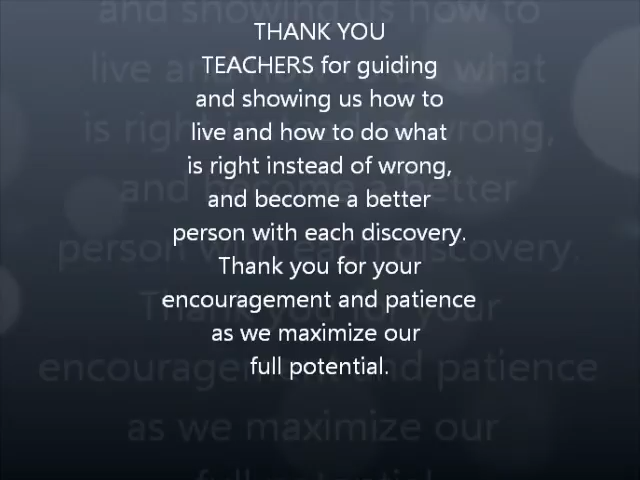 THANK YOU
TEACHERS for guiding
and showing us how to
live and how to do what
is right instead of wrong,
and become a better
person with each discovery.
Thank you for your
encouragement and patience
as we maximize our
full potential.